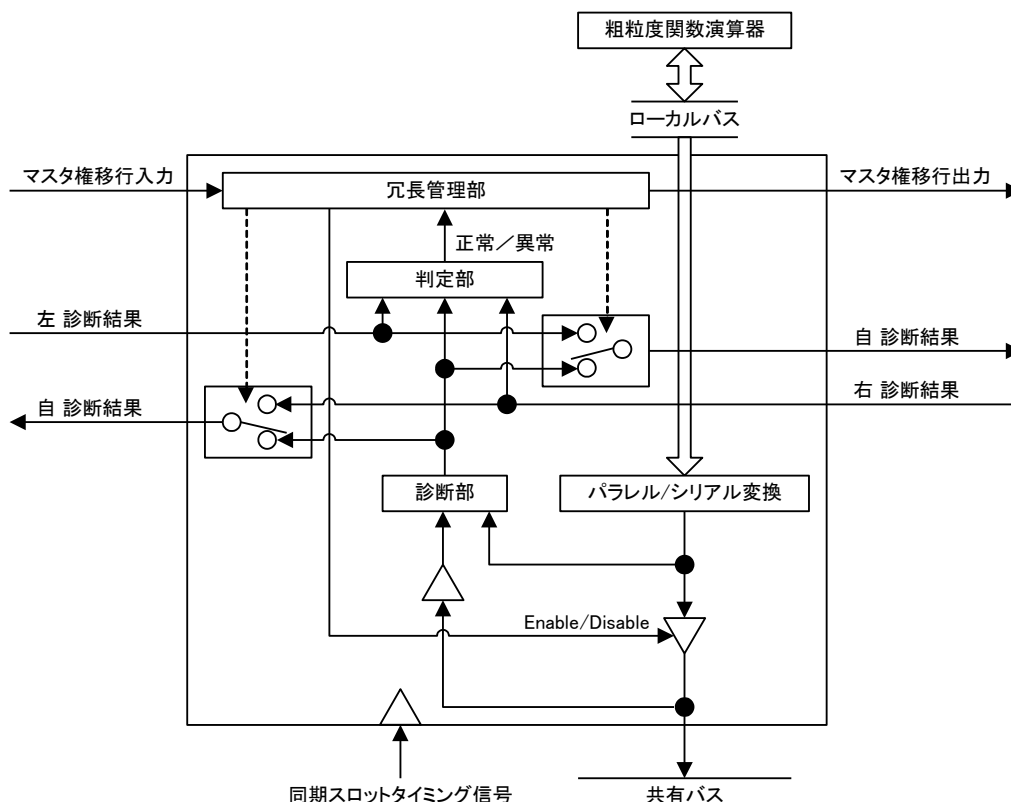 粗粒度関数演算器
ローカルバス
マスタ権移行入力
冗長管理部
マスタ権移行出力
正常／異常
判定部
左 診断結果
自 診断結果
右 診断結果
自 診断結果
診断部
パラレル/シリアル変換
Enable/Disable
同期スロットタイミング信号
共有バス